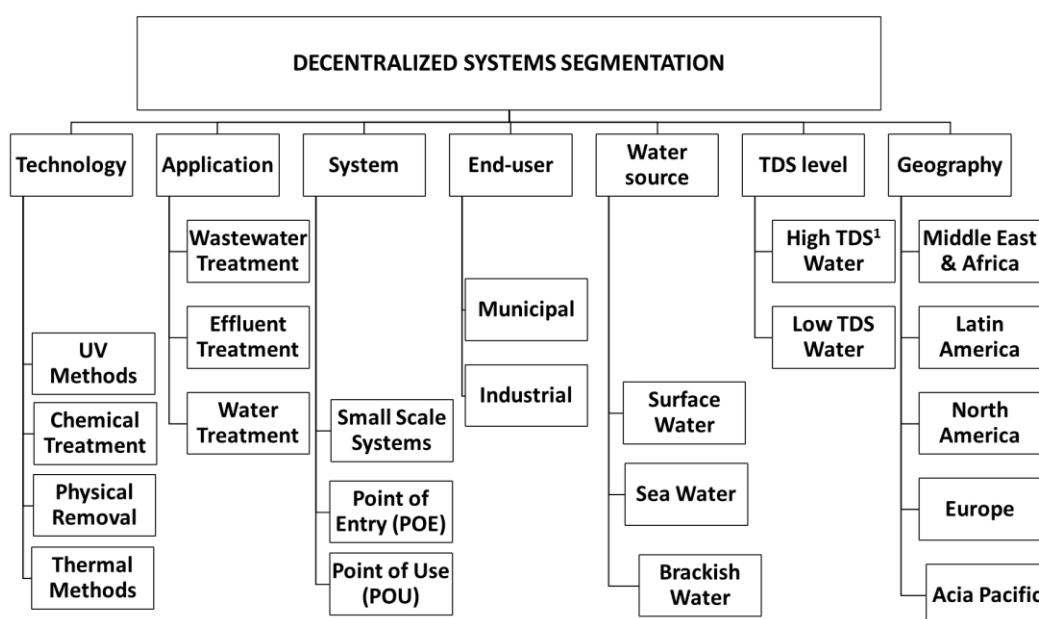 DECENTRALIZED SYSTEMS SEGMENTATION
Technology
UV
Methods
Chemical
Treatment
Physical
Removal
Thermal
Methods
Application
Wastewater
Treatment
Effluent
Treatment
Water
Treatment
System
Small Scale
Systems
Point of
Entry (POE)
Point of Use
(POU)
End-user
Municipal
Industrial
Water
source
Surface
Water
Sea Water
Brackish
Water
TDS level
High TDS¹
Water
Low TDS
Water
Geography
Middle East
& Africa
Latin
America
North
America
Europe
Acia Pacific